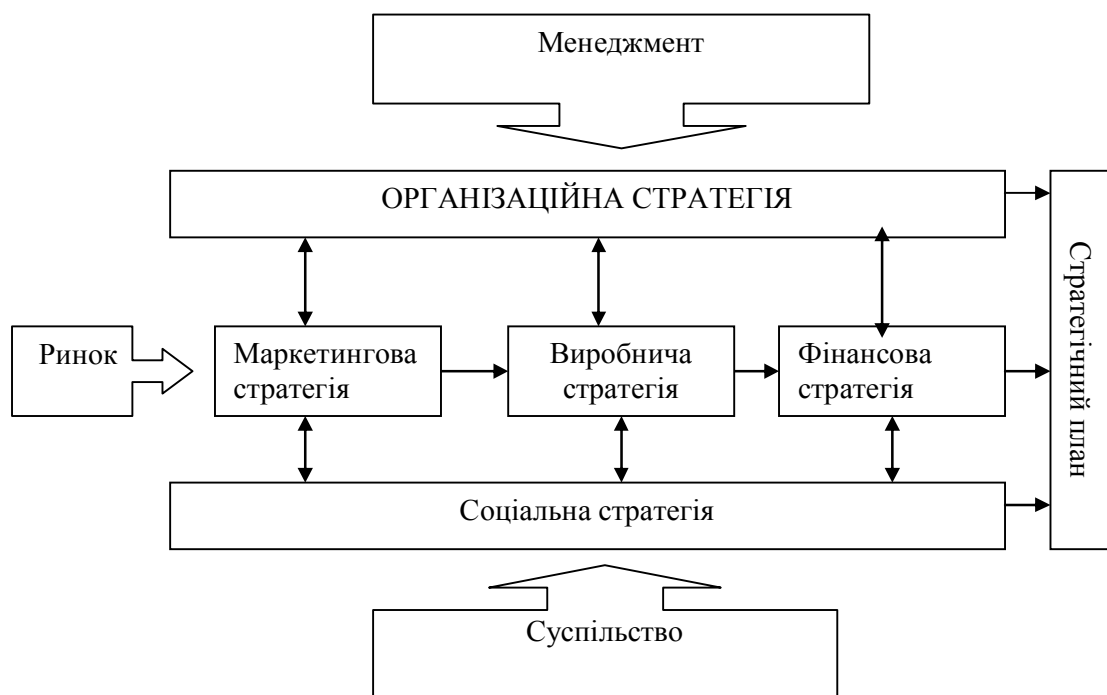 Менеджмент
ОРГАНІЗАЦІЙНА СТРАТЕГІЯ
Ринок
Маркетингова
стратегія
Виробнича
стратегія
Фінансова
стратегія
Стратегічний план
Соціальна стратегія
Суспільство